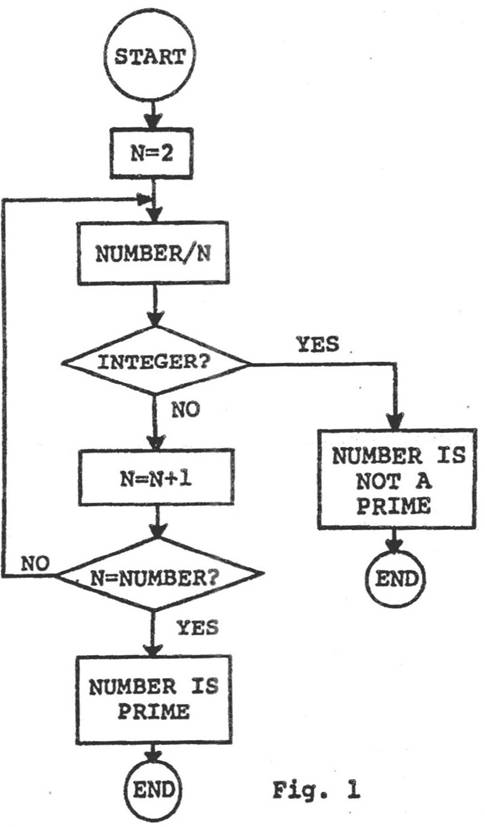 START
N=2
NUMBER/N
INTEGER?
YES
NO
NUMBER IS
NOT A
PRIME
N=N+1
END
NO
N=NUMBER?
YES
NUMBER IS
PRIME
END
Fig. 1